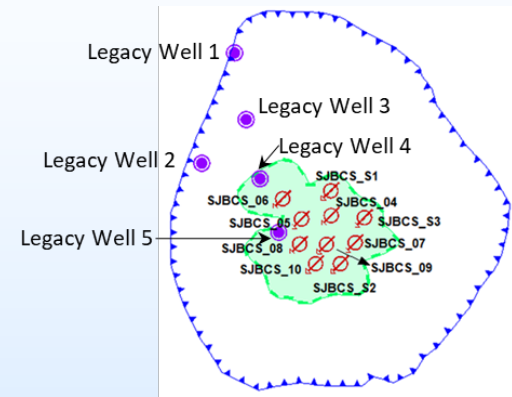 Legacy Well 1
Legacy Well 3
Legacy Well 4
Legacy Well 2
SJBCS_S1
SJBCS_06
SJBCS_04
SJBCS_05
SJBCS_S3
Legacy Well 5
SJBCS_08
SJBCS_07
SJBCS_10
SJBCS_09
SJBCS_S2